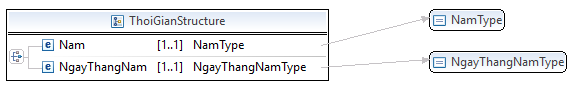 ThoiGianStructure
e Nam [1..1] NamType
e NgayThangNam [1..1] NgayThangNamType
NamType
NgayThangNamType